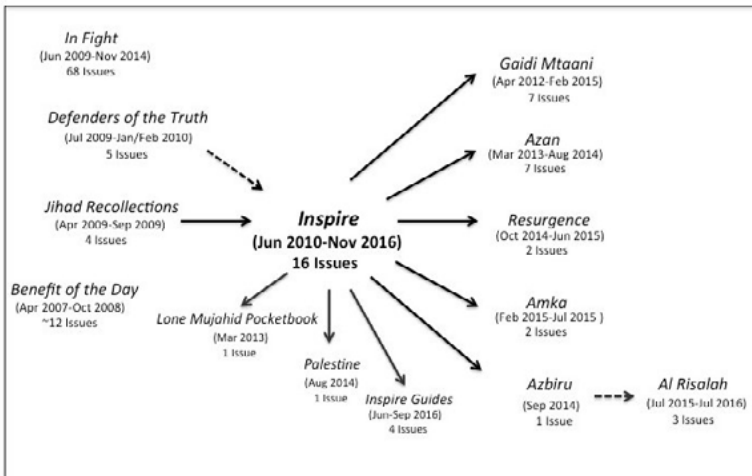 In Fight
(Jun 2009-Nov 2014)
68 Issues
Defenders of the Truth
(Jul 2009-Jan/Feb 2010)
5 Issues
Jihad Recollections
(Apr 2009-Sep 2009)
4 Issues
Benefit of the Day
(Apr 2007-Oct 2008)
~12 Issues
Inspire
(Jun 2010-Nov 2016)
16 Issues
Lone Mujahid Pocketbook
(Mar 2013)
1 Issue
Palestine
(Aug 2014)
1 Issue
Inspire Guides
(Jun-Sep 2016)
4 Issues
Gaidi Mtaani
(Apr 2012-Feb 2015)
7 Issues
Azan
(Mar 2013-Aug 2014)
7 Issues
Resurgence
(Oct 2014-Jun 2015)
2 Issues
Amka
(Feb 2015-Jul 2015 )
2 Issues
Azbiru
(Sep 2014)
1 Issue
Al Risalah
(Jul 2015-Jul 2016)
3 Issues